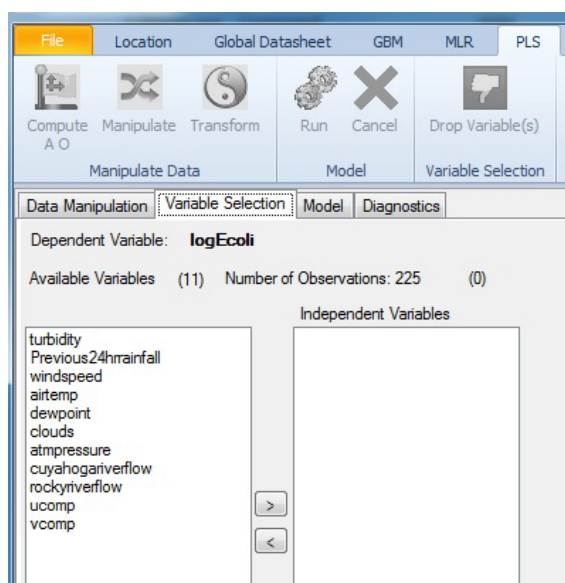 File Location Global Datasheet GBM MLR PLS
Compute Manipulate Transform Run Cancel Drop Variable(s)
A O
Manipulate Data Model Variable Selection
Data Manipulation Variable Selection Model Diagnostics
Dependent Variable: logEcoli
Available Variables (11) Number of Observations: 225 (0)
Independent Variables
turbidity
Previous24hrrainfall
windspeed
airtemp
dewpoint
clouds
atmpressure
cuyahogariverflow
rockyriverflow
ucomp
vcomp
>
<